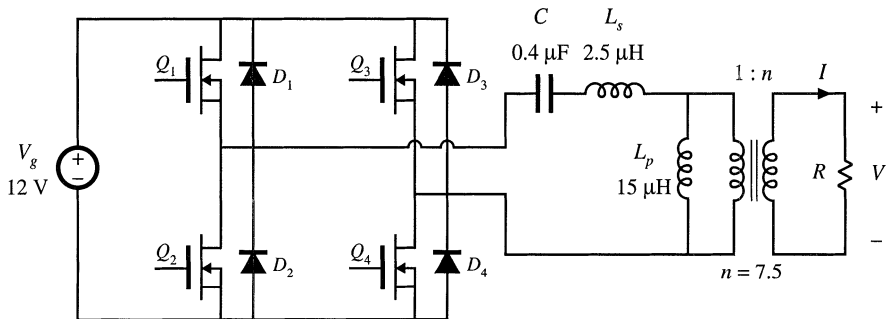 C
L_s
0.4 μF
2.5 μH
Q_1
D_1
Q_3
D_3
1 : n
I
+
V_g
12 V
+
−
L_p
15 μH
R
V
Q_2
D_2
Q_4
D_4
−
n = 7.5